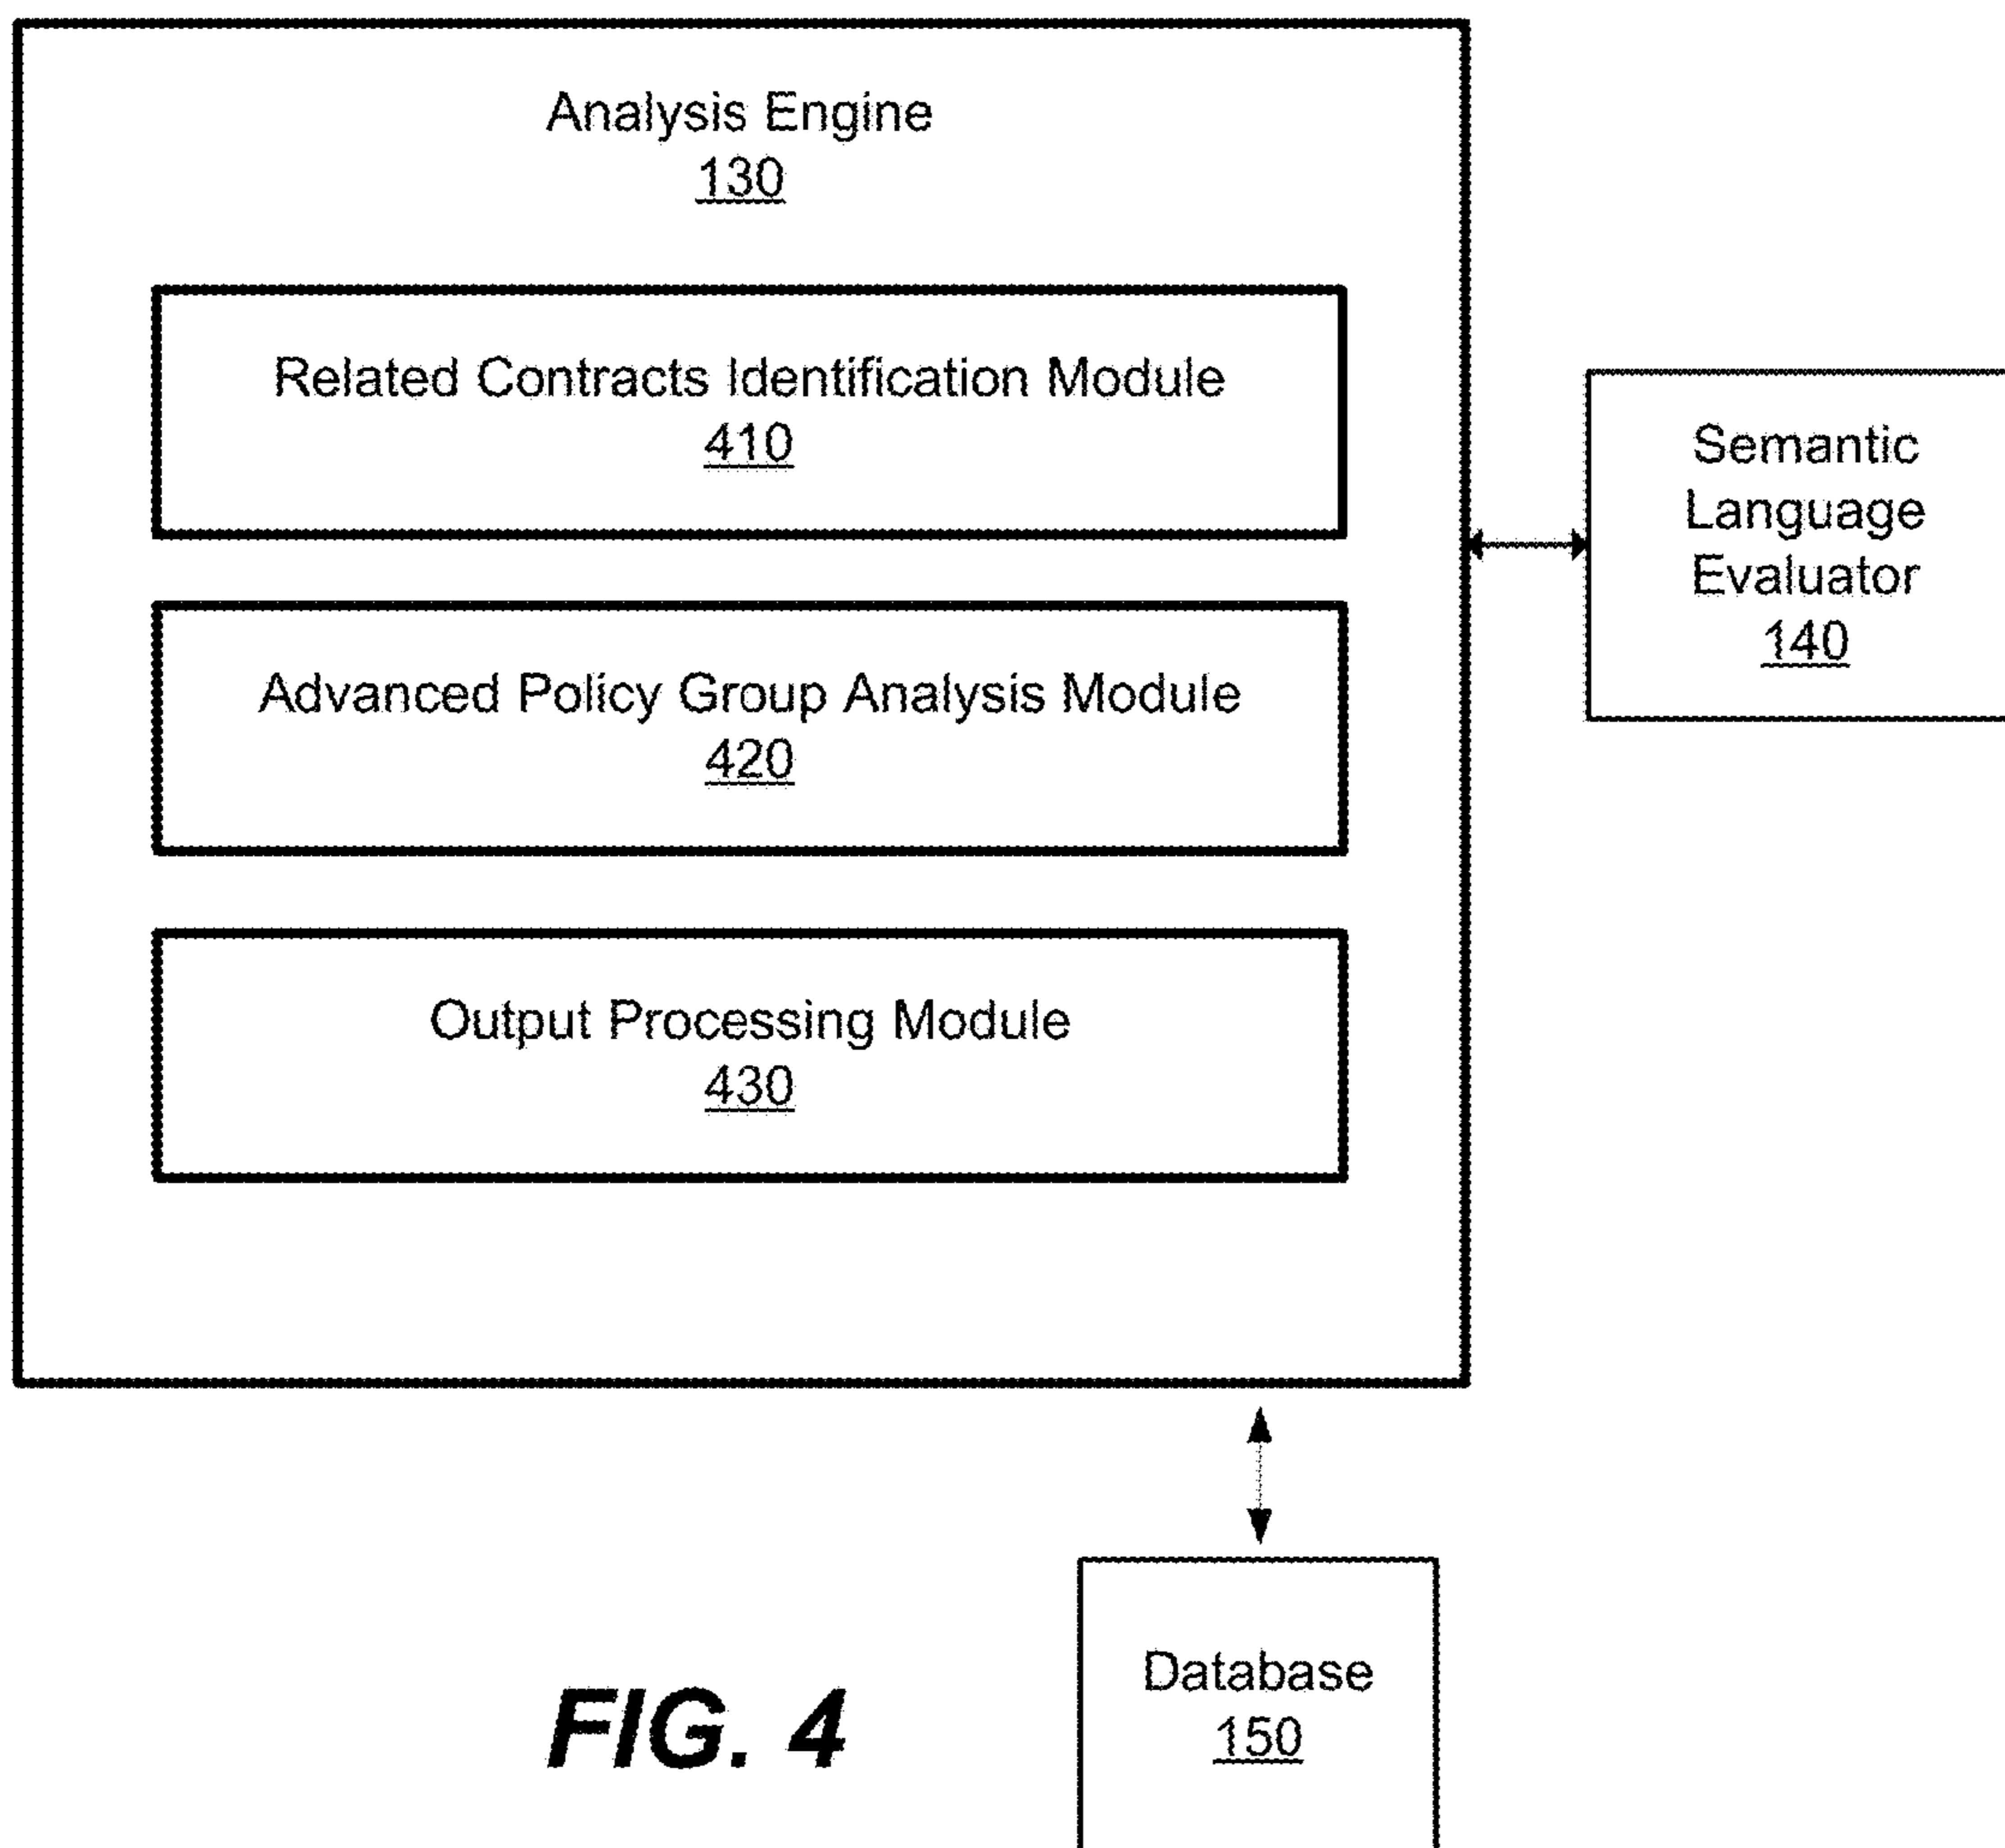 Analysis Engine
130
Related Contracts Identification Module
410
Advanced Policy Group Analysis Module
420
Output Processing Module
430
Semantic
Language
Evaluator
140
Database
150
FIG. 4